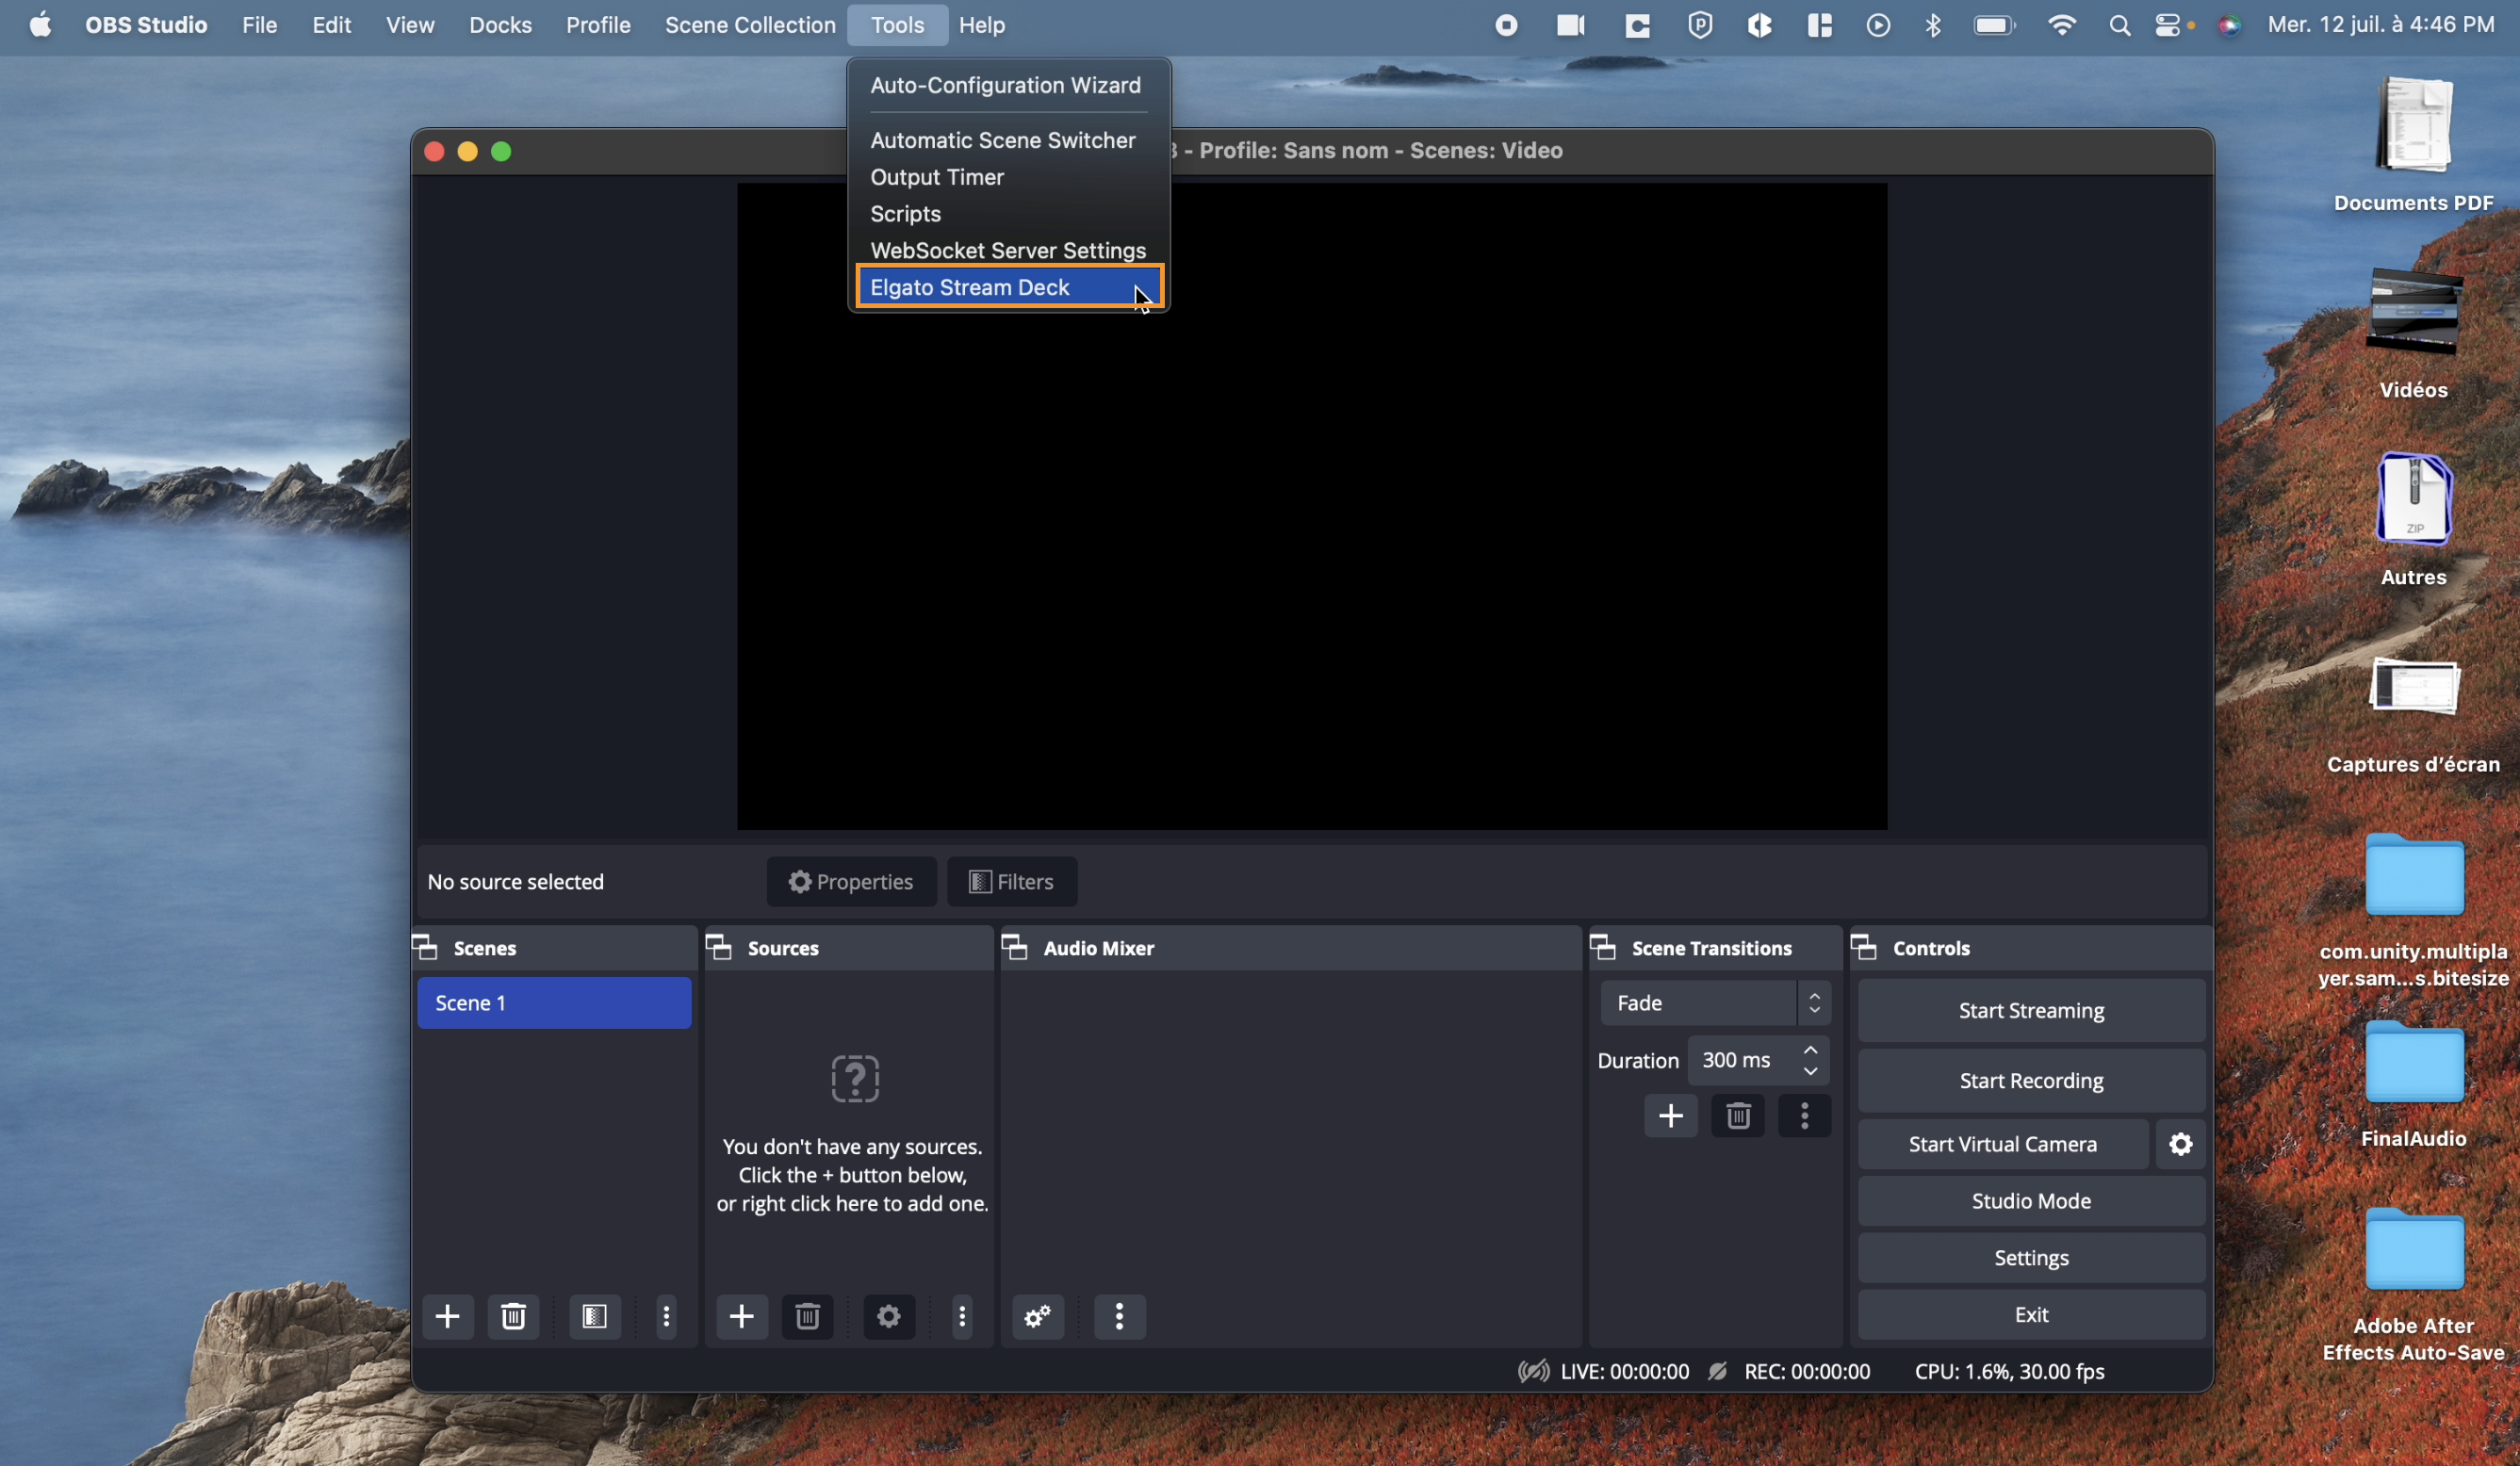 OBS Studio File Edit View Docks Profile Scene Collection Tools Help Mer. 12 juil. à 4:46 PM
Auto-Configuration Wizard
Automatic Scene Switcher
Output Timer
Scripts
WebSocket Server Settings
Elgato Stream Deck
- Profile: Sans nom - Scenes: Video
Documents PDF
Vidéos
ZIP
Autres
Captures d’écran
com.unity.multipla
yer.sam...s.bitesize
FinalAudio
Adobe After
Effects Auto-Save
No source selected Properties Filters
Scenes Sources Audio Mixer Scene Transitions Controls
Scene 1
You don't have any sources.
Click the + button below,
or right click here to add one.
Fade
Duration 300 ms
Start Streaming
Start Recording
Start Virtual Camera
Studio Mode
Settings
Exit
LIVE: 00:00:00 REC: 00:00:00 CPU: 1.6%, 30.00 fps